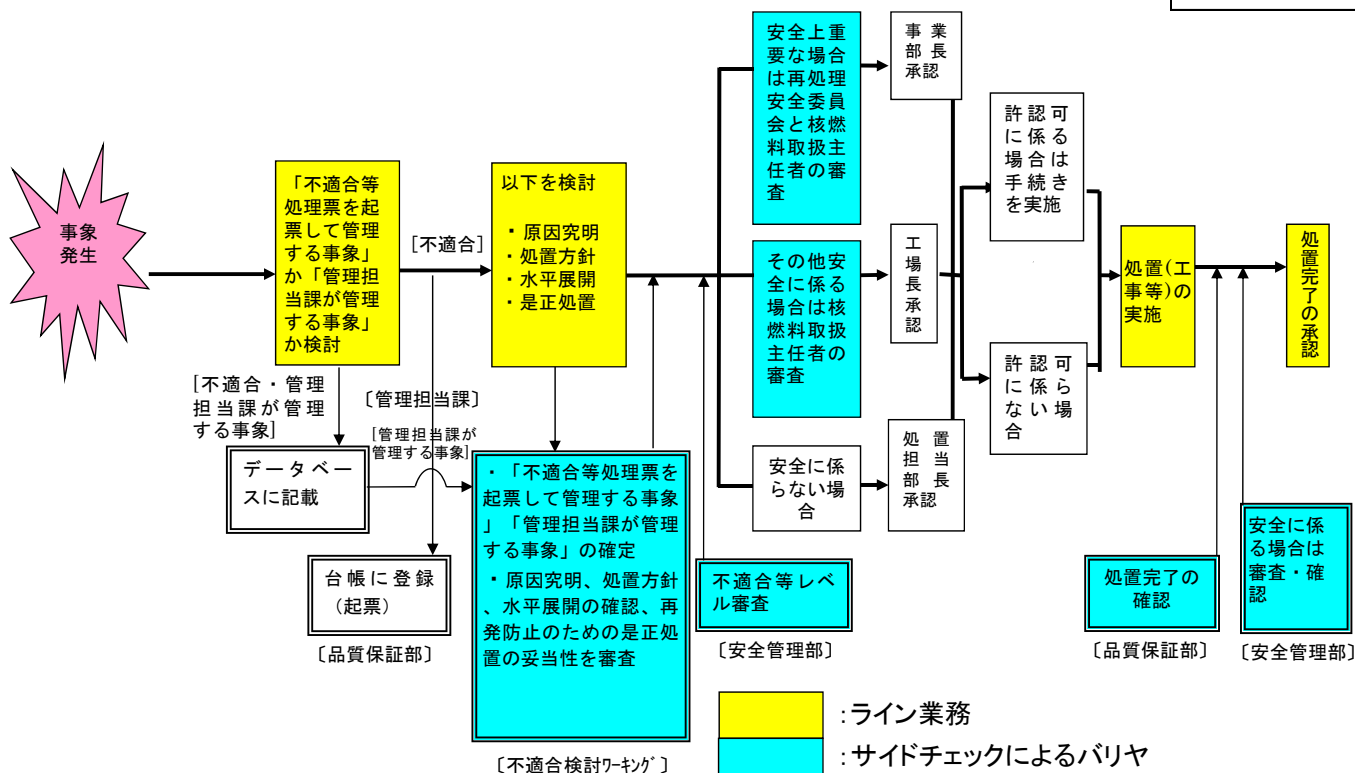 事象
発生
「不適合等
処理票を起
票して管理
する事象」
か「管理担
当課が管理
する事象」
か検討
[不適合]
以下を検討
・原因究明
・処置方針
・水平展開
・是正処置
安全上重
要な場合
は再処理
安全委員
会と核燃
料取扱主
任者の審
査
事業
部長
承認
その他安
全に係る
場合は核
燃料取扱
主任者の
審査
工
場
長
承
認
安全に係
らない場
合
処置
担当
部長
承認
許認可
に係る
場合は
手続き
を実施
許認可
に係ら
ない場
合
処置(工
事等)の
実施
処置完了の承認
[不適合・管理
担当課が管理
する事象]
〔管理担当課〕
[管理担当課が
管理する事象]
データベー
スに記載
台帳に登録
(起票)
〔品質保証部〕
・「不適合等処理票を
起票して管理する事象
」「管理担当課が管理
する事象」の確定
・原因究明、処置方針
、水平展開の確認、再
発防止のための是正処
置の妥当性を審査
〔不適合検討ワーキング〕
不適合等レベ
ル審査
〔安全管理部〕
処置完了の
確認
〔品質保証部〕
安全に係
る場合は
審査・確
認
〔安全管理部〕
:ライン業務
:サイドチェックによるバリヤ